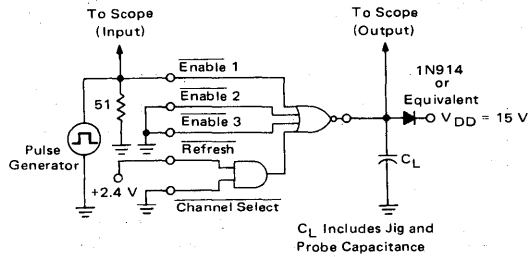 To Scope
(Input)
To Scope
(Output)
Enable 1
1N914
or
Equivalent
51
Enable 2
Enable 3
V_DD = 15 V
Pulse
Generator
Refresh
+2.4 V
C_L
Channel Select
C_L Includes Jig and
Probe Capacitance